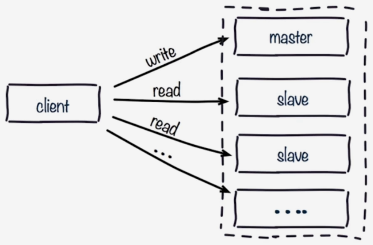 write
master
client
read
slave
read
slave
...
....